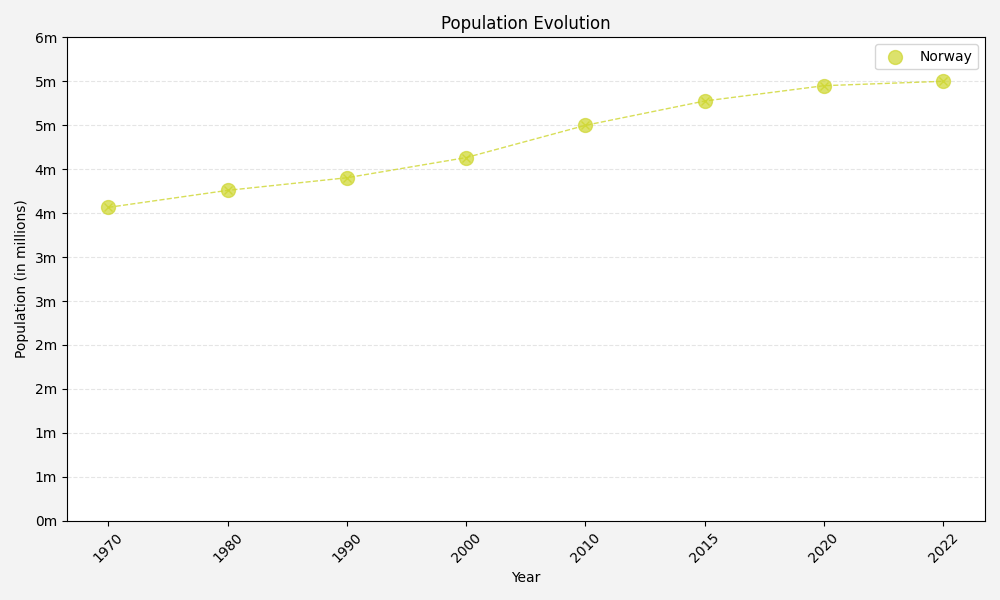 Population Evolution
Norway
Population (in millions)
6m
5m
5m
4m
4m
3m
3m
2m
2m
1m
1m
0m
1970
1980
1990
2000
2010
2015
2020
2022
Year